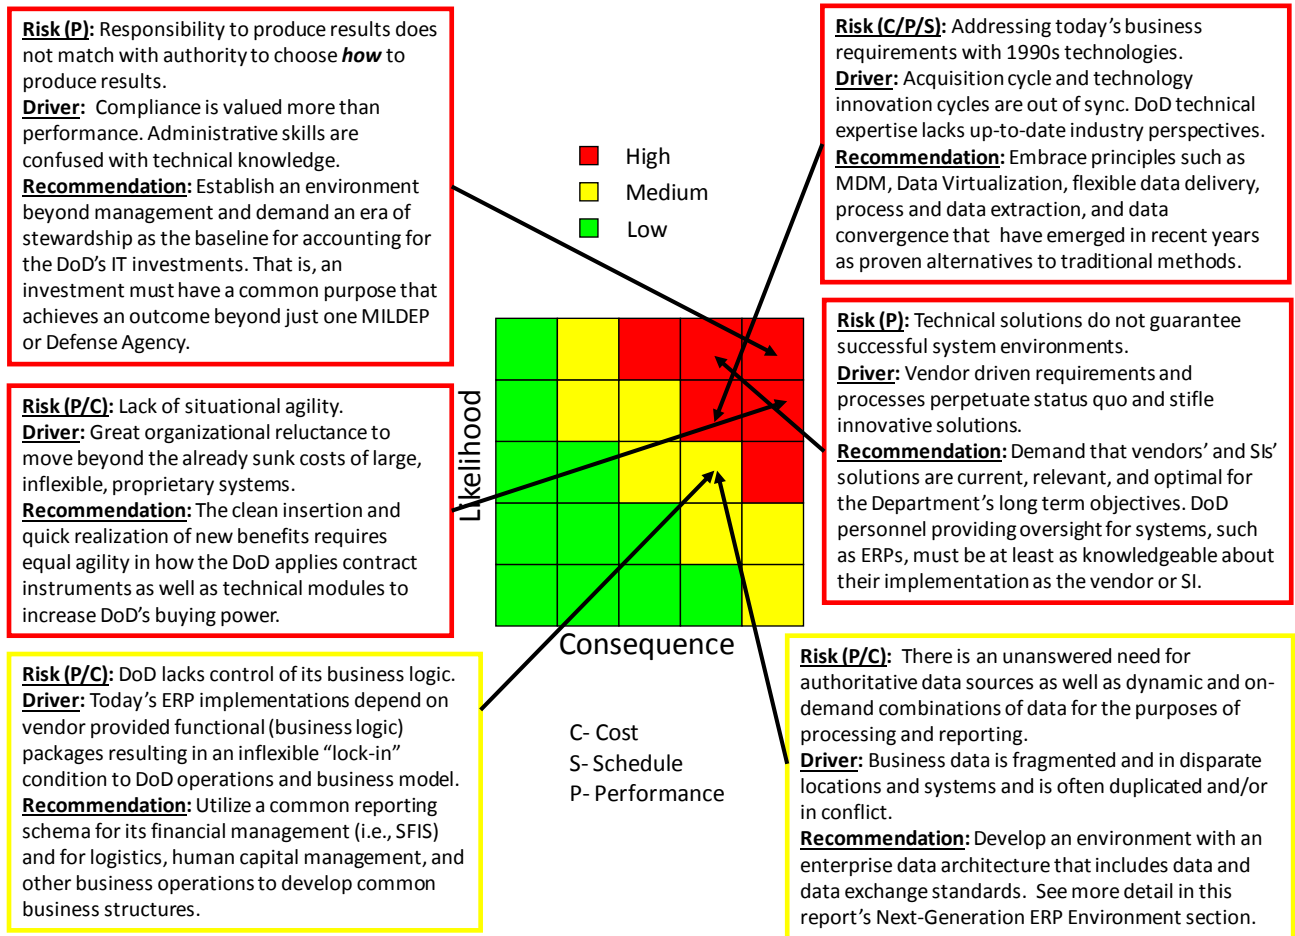 Risk (P): Responsibility to produce results does
not match with authority to choose how to
produce results.
Driver: Compliance is valued more than
performance. Administrative skills are
confused with technical knowledge.
Recommendation: Establish an environment
beyond management and demand an era of
stewardship as the baseline for accounting for
the DoD’s IT investments. That is, an
investment must have a common purpose that
achieves an outcome beyond just one MILDEP
or Defense Agency.
Risk (P/C): Lack of situational agility.
Driver: Great organizational reluctance to
move beyond the already sunk costs of large,
inflexible, proprietary systems.
Recommendation: The clean insertion and
quick realization of new benefits requires
equal agility in how the DoD applies contract
instruments as well as technical modules to
increase DoD’s buying power.
Risk (P/C): DoD lacks control of its business logic.
Driver: Today’s ERP implementations depend on
vendor provided functional (business logic)
packages resulting in an inflexible “lock-in”
condition to DoD operations and business model.
Recommendation: Utilize a common reporting
schema for its financial management (i.e., SFIS)
and for logistics, human capital management, and
other business operations to develop common
business structures.
High
Medium
Low
Likelihood
Consequence
C- Cost
S- Schedule
P- Performance
Risk (C/P/S): Addressing today’s business
requirements with 1990s technologies.
Driver: Acquisition cycle and technology
innovation cycles are out of sync. DoD technical
expertise lacks up-to-date industry perspectives.
Recommendation: Embrace principles such as
MDM, Data Virtualization, flexible data delivery,
process and data extraction, and data
convergence that have emerged in recent years
as proven alternatives to traditional methods.
Risk (P): Technical solutions do not guarantee
successful system environments.
Driver: Vendor driven requirements and
processes perpetuate status quo and stifle
innovative solutions.
Recommendation: Demand that vendors’ and SIs’
solutions are current, relevant, and optimal for
the Department’s long term objectives. DoD
personnel providing oversight for systems, such
as ERPs, must be at least as knowledgeable about
their implementation as the vendor or SI.
Risk (P/C): There is an unanswered need for
authoritative data sources as well as dynamic and on-
demand combinations of data for the purposes of
processing and reporting.
Driver: Business data is fragmented and in disparate
locations and systems and is often duplicated and/or
in conflict.
Recommendation: Develop an environment with an
enterprise data architecture that includes data and
data exchange standards. See more detail in this
report’s Next-Generation ERP Environment section.